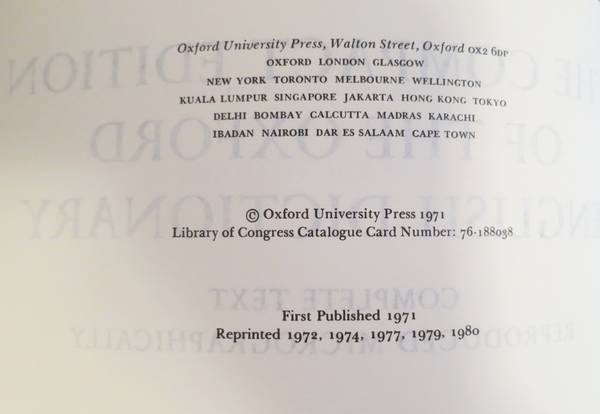 Oxford University Press, Walton Street, Oxford OX2 6DP
OXFORD LONDON GLASGOW
NEW YORK TORONTO MELBOURNE WELLINGTON
KUALA LUMPUR SINGAPORE JAKARTA HONG KONG TOKYO
DELHI BOMBAY CALCUTTA MADRAS KARACHI
IBADAN NAIROBI DAR ES SALAAM CAPE TOWN
© Oxford University Press 1971
Library of Congress Catalogue Card Number: 76-188038
First Published 1971
Reprinted 1972, 1974, 1977, 1979, 1980